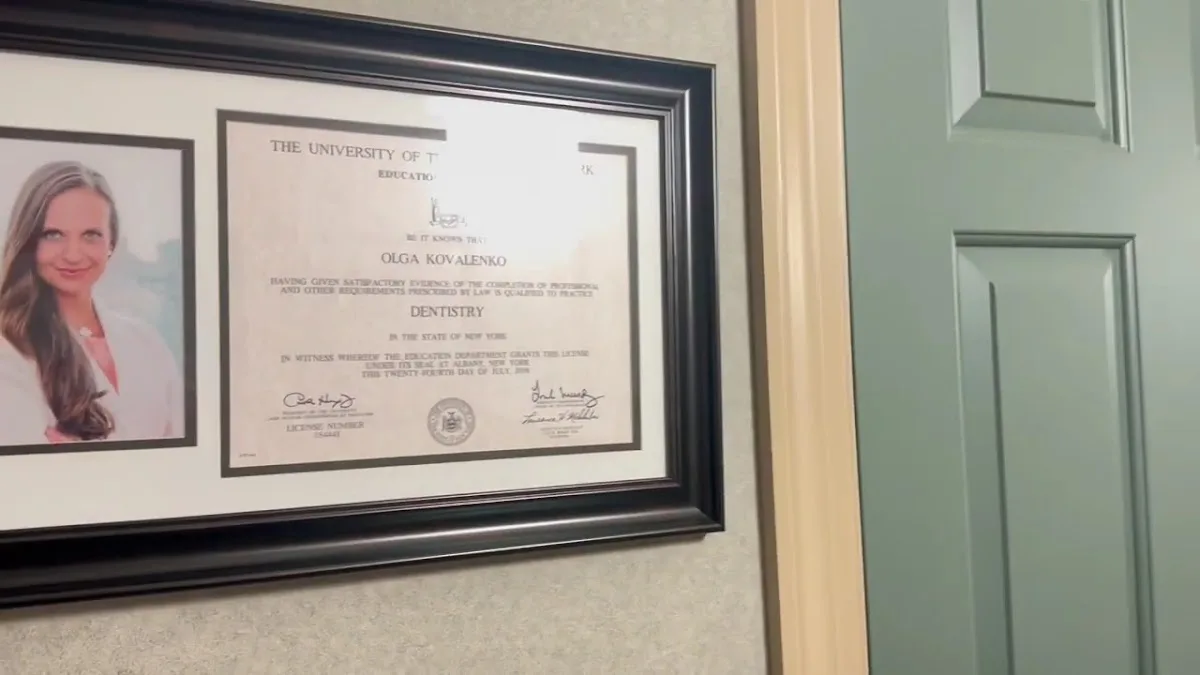 THE UNIVERSITY OF
EDUCATIO
BE IT KNOWN THAT
OLGA KOVALENKO
HAVING GIVEN SATISFACTORY EVIDENCE OF THE COMPLETION OF PROFESSIONAL
AND OTHER REQUIREMENTS PRESCRIBED BY LAW IS QUALIFIED TO PRACTICE
DENTISTRY
IN THE STATE OF NEW YORK
IN WITNESS WHEREOF THE EDUCATION DEPARTMENT GRANTS THIS LICENSE
UNDER ITS SEAL AT ALBANY, NEW YORK
THIS TWENTY-FOURTH DAY OF JULY,
LICENSE NUMBER